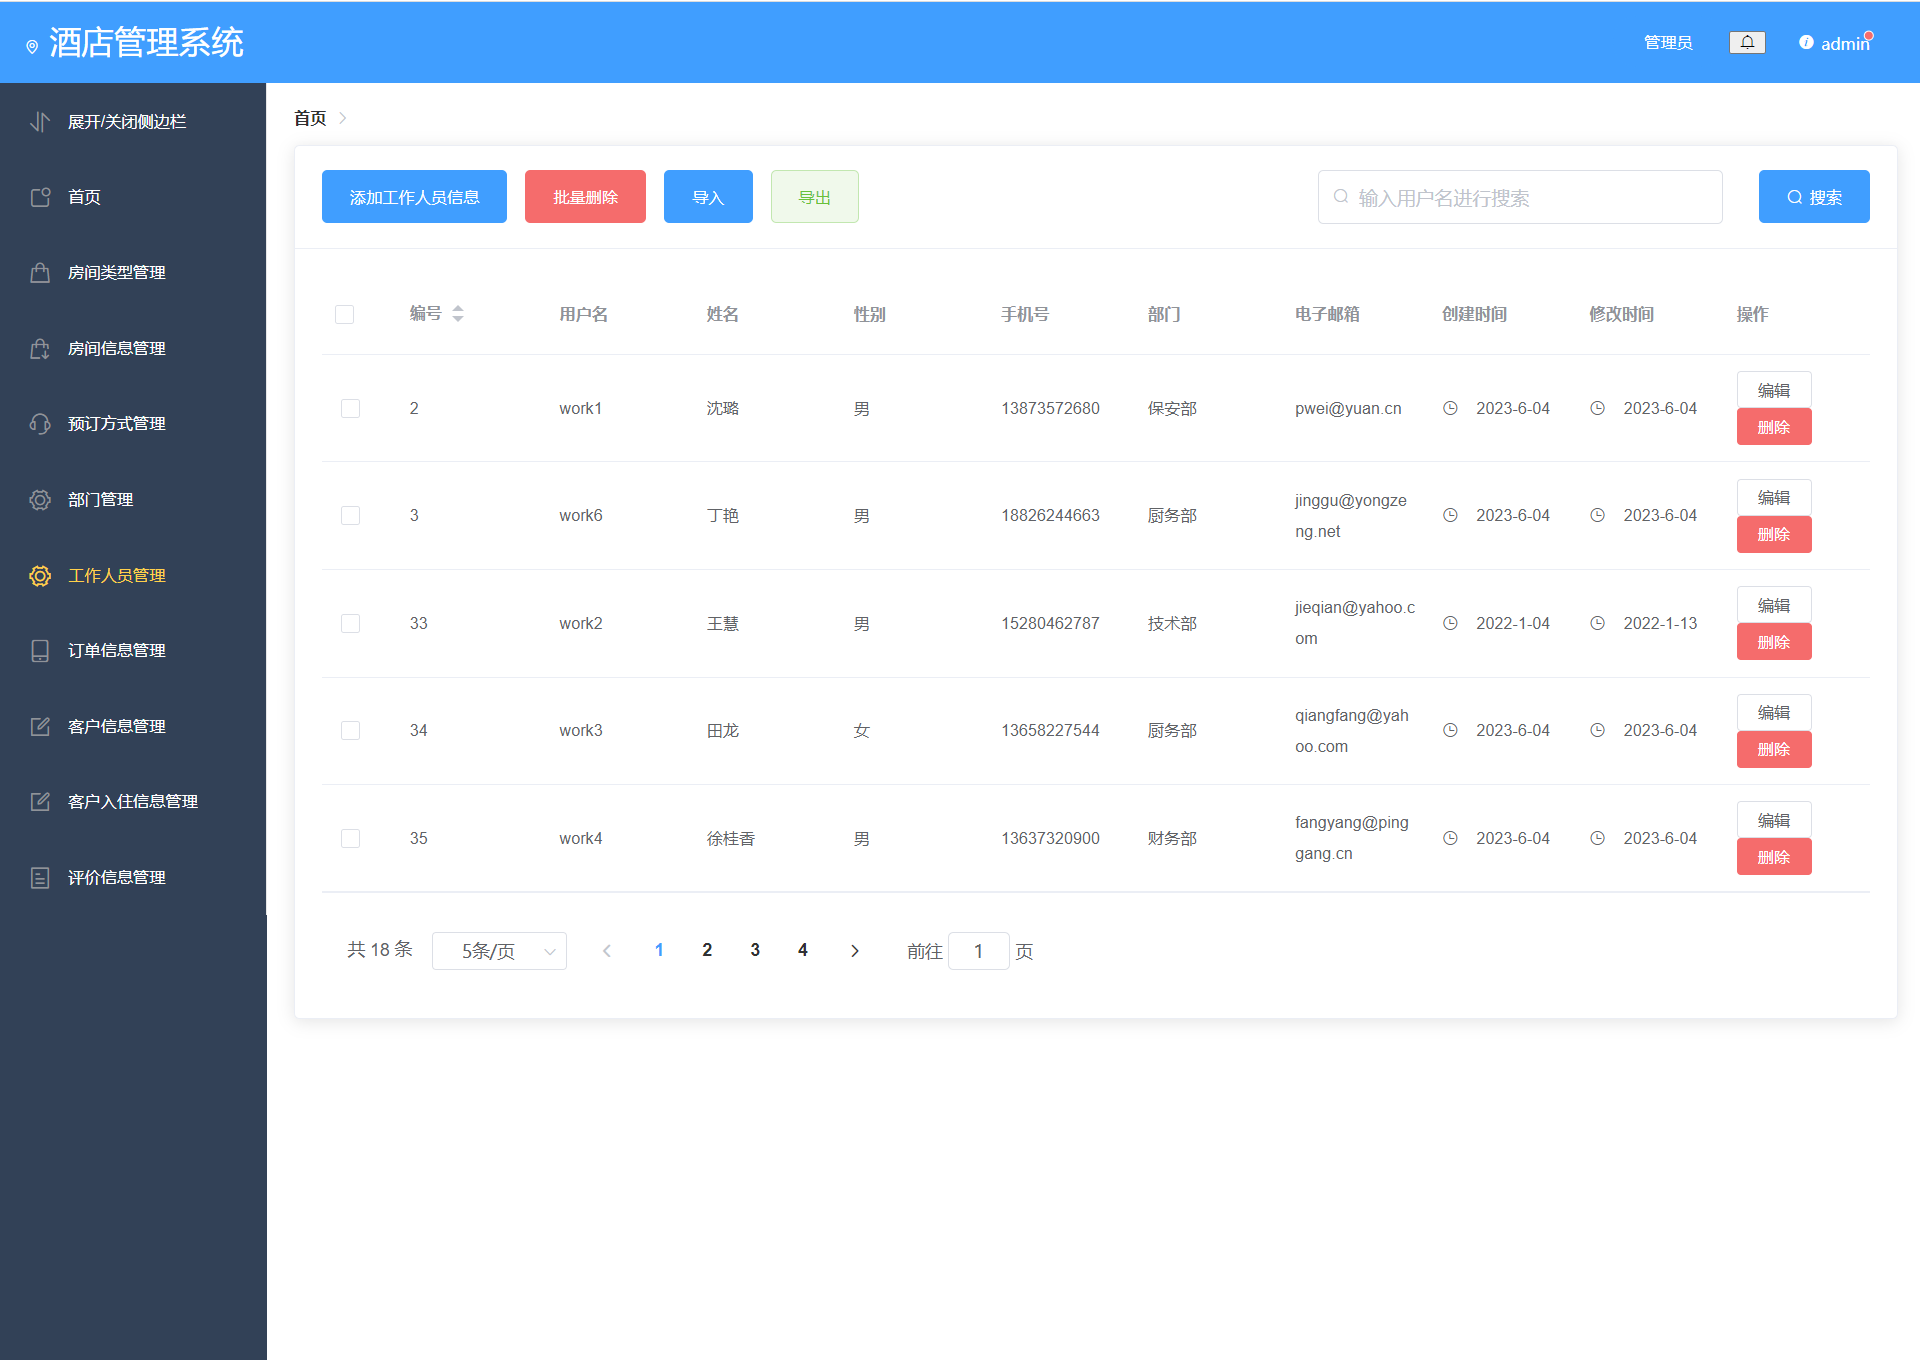 酒店管理系统
管理员
admin
展开/关闭侧边栏
首页
房间类型管理
房间信息管理
预订方式管理
部门管理
工作人员管理
订单信息管理
客户信息管理
客户入住信息管理
评价信息管理
首页
添加工作人员信息 批量删除 导入 导出 输入用户名进行搜索 搜索
编号 用户名 姓名 性别 手机号 部门 电子邮箱 创建时间 修改时间 操作
2 work1 沈璐 男 13873572680 保安部 pwei@yuan.cn 2023-6-04 2023-6-04 编辑
删除
3 work6 丁艳 男 18826244663 厨务部 jinggu@yongze
ng.net 2023-6-04 2023-6-04 编辑
删除
33 work2 王慧 男 15280462787 技术部 jieqian@yahoo.c
om 2022-1-04 2022-1-13 编辑
删除
34 work3 田龙 女 13658227544 厨务部 qiangfang@yah
oo.com 2023-6-04 2023-6-04 编辑
删除
35 work4 徐桂香 男 13637320900 财务部 fangyang@ping
gang.cn 2023-6-04 2023-6-04 编辑
删除
共 18 条 5条/页 1 2 3 4 前往 1 页